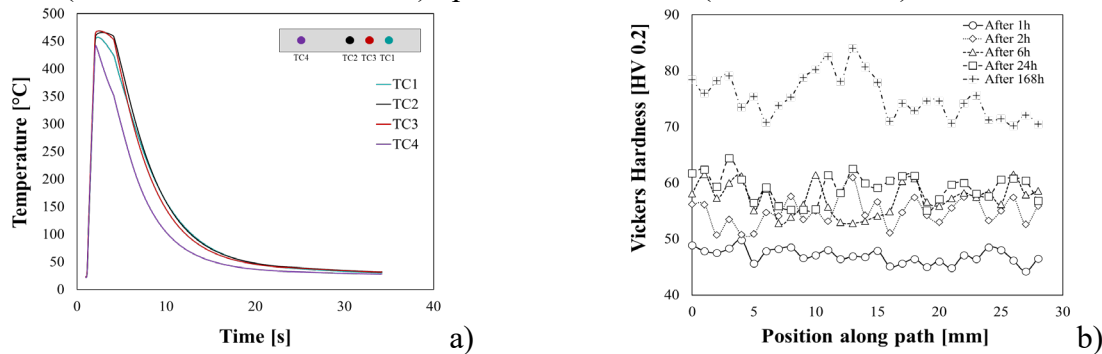 500
450
400
350
300
250
200
150
100
50
0
0
10
20
30
40
Temperature [°C]
Time [s]
TC4
TC2
TC3
TC1
TC1
TC2
TC3
TC4
a)
90
80
70
60
50
40
0
5
10
15
20
25
30
Vickers Hardness [HV 0.2]
Position along path [mm]
After 1h
After 2h
After 6h
After 24h
After 168h
b)